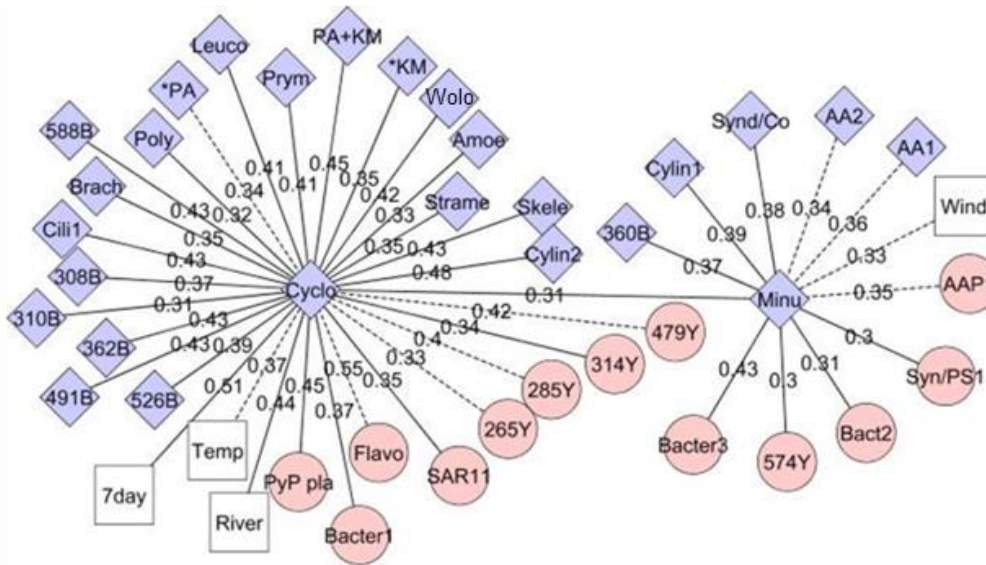 PA+KM
Leuco
*KM
Prym
*PA
Wolo
588B
Poly
Amoe
Brach
Strame
Skele
Cili1
Cylin2
308B
Cyclo
310B
362B
491B
526B
Temp
7day
River
PyP pla
Flavo
Bacter1
SAR11
265Y
285Y
314Y
479Y
0.41
0.41
0.45
0.35
0.42
0.33
0.34
0.32
0.43
0.35
0.43
0.37
0.31
0.43
0.43
0.39
0.35
0.43
0.48
0.31
0.42
0.34
0.4
0.33
0.35
0.55
0.37
0.45
0.44
0.37
0.51
Synd/Co
AA2
AA1
Cylin1
Wind
360B
AAP
Minu
Syn/PS1
Bacter3
574Y
Bact2
0.38
0.34
0.36
0.39
0.33
0.37
0.35
0.3
0.43
0.3
0.31